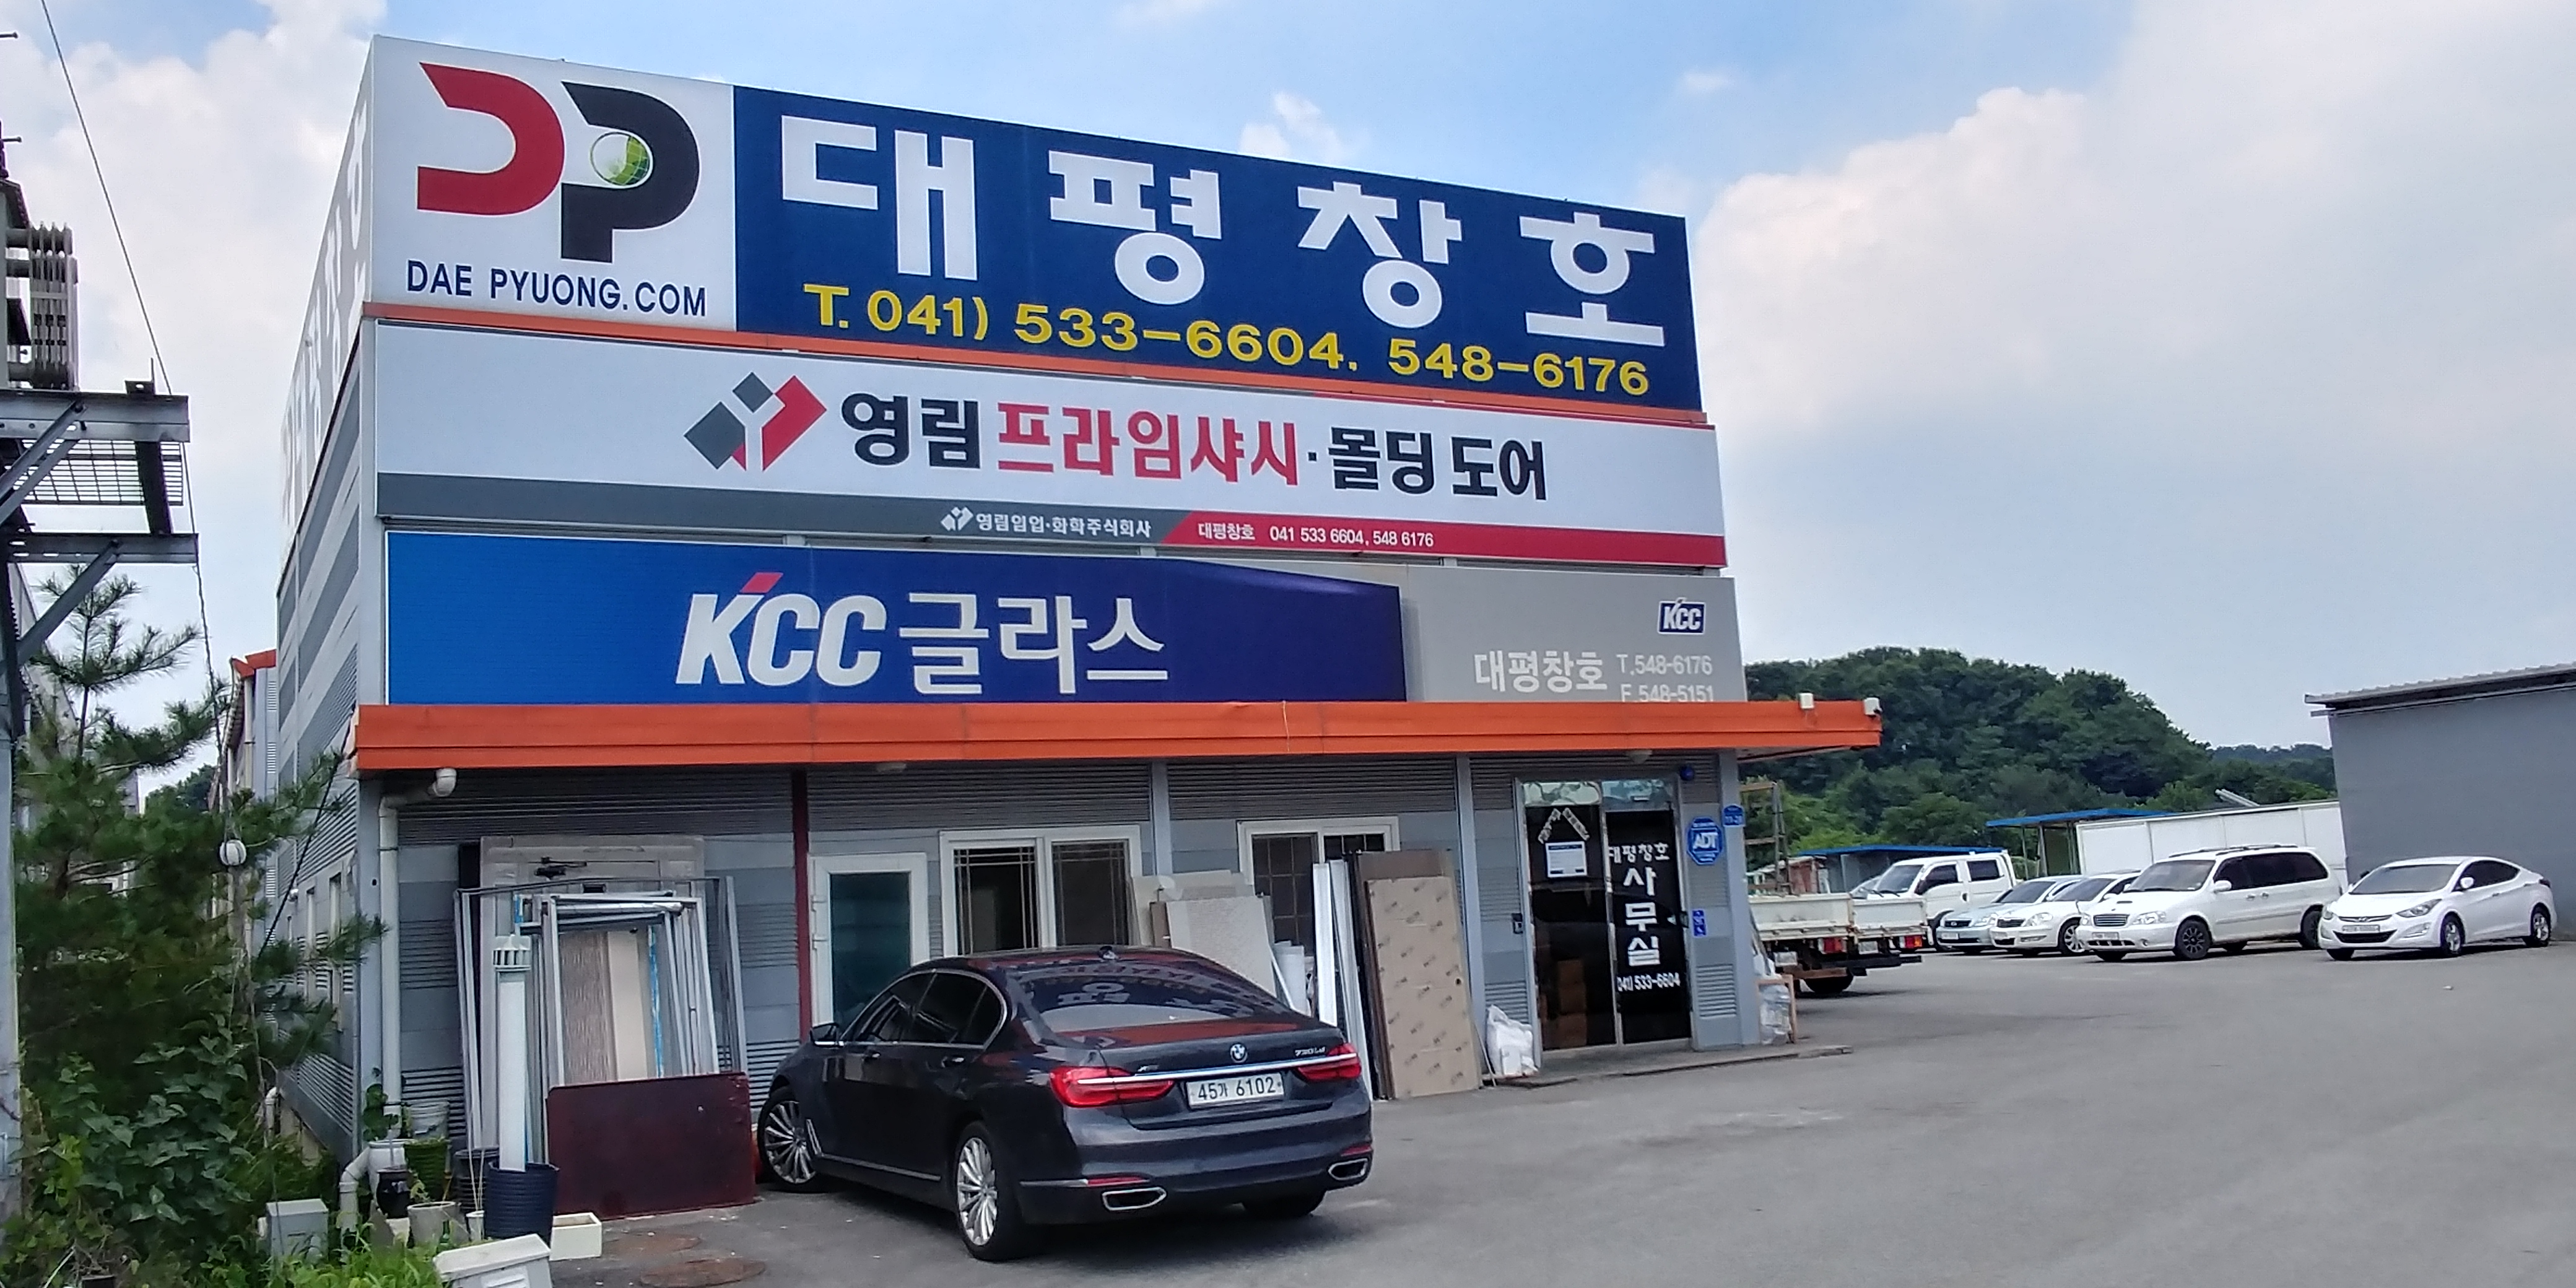 DP
DAE PYUONG.COM
대평창호
T. 041) 533-6604. 548-6176
영림프라임샤시·몰딩 도어
영림임업·화학주식회사
대평창호 041 533 6604, 548 6176
KCC글라스
KCC
대평창호 T.548-6176
F.548-5151
대평창호
사무실
041) 533-6604
ADT
730Ld
45가 6102